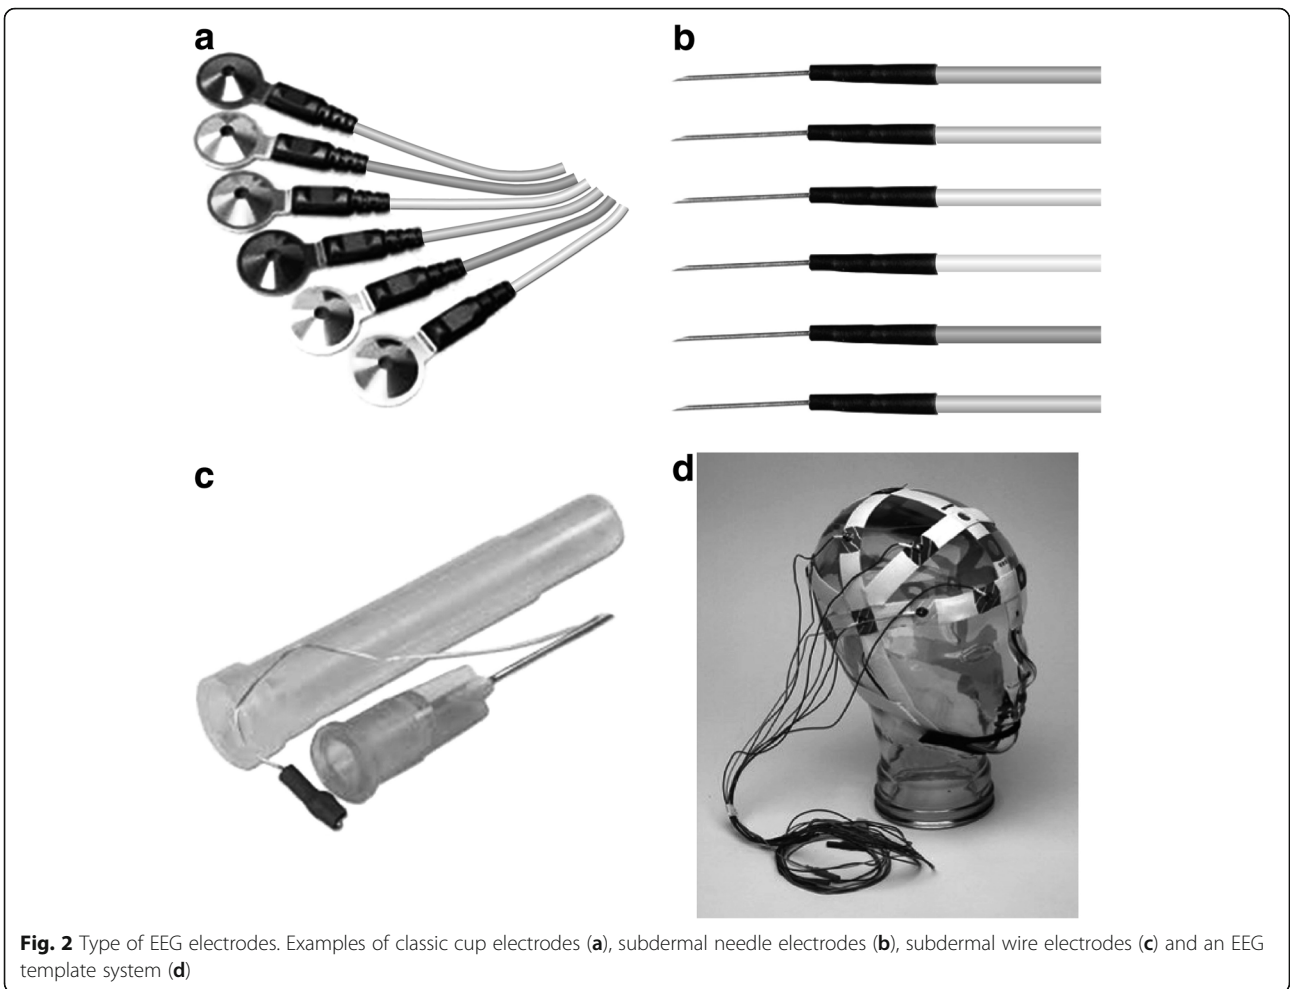 a
b
c
d
Fig. 2 Type of EEG electrodes. Examples of classic cup electrodes (a), subdermal needle electrodes (b), subdermal wire electrodes (c) and an EEG
template system (d)